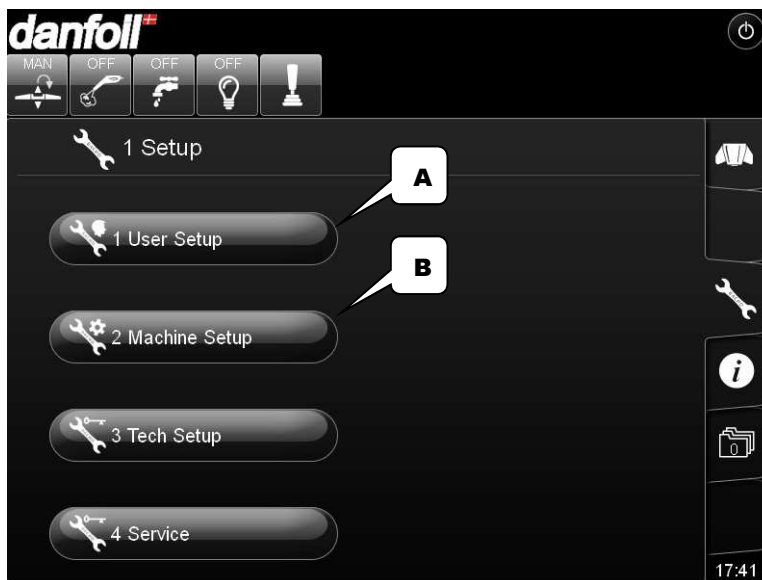 danfoil
MAN OFF OFF OFF
1 Setup
A
1 User Setup
B
2 Machine Setup
i
3 Tech Setup
0
4 Service
17:41